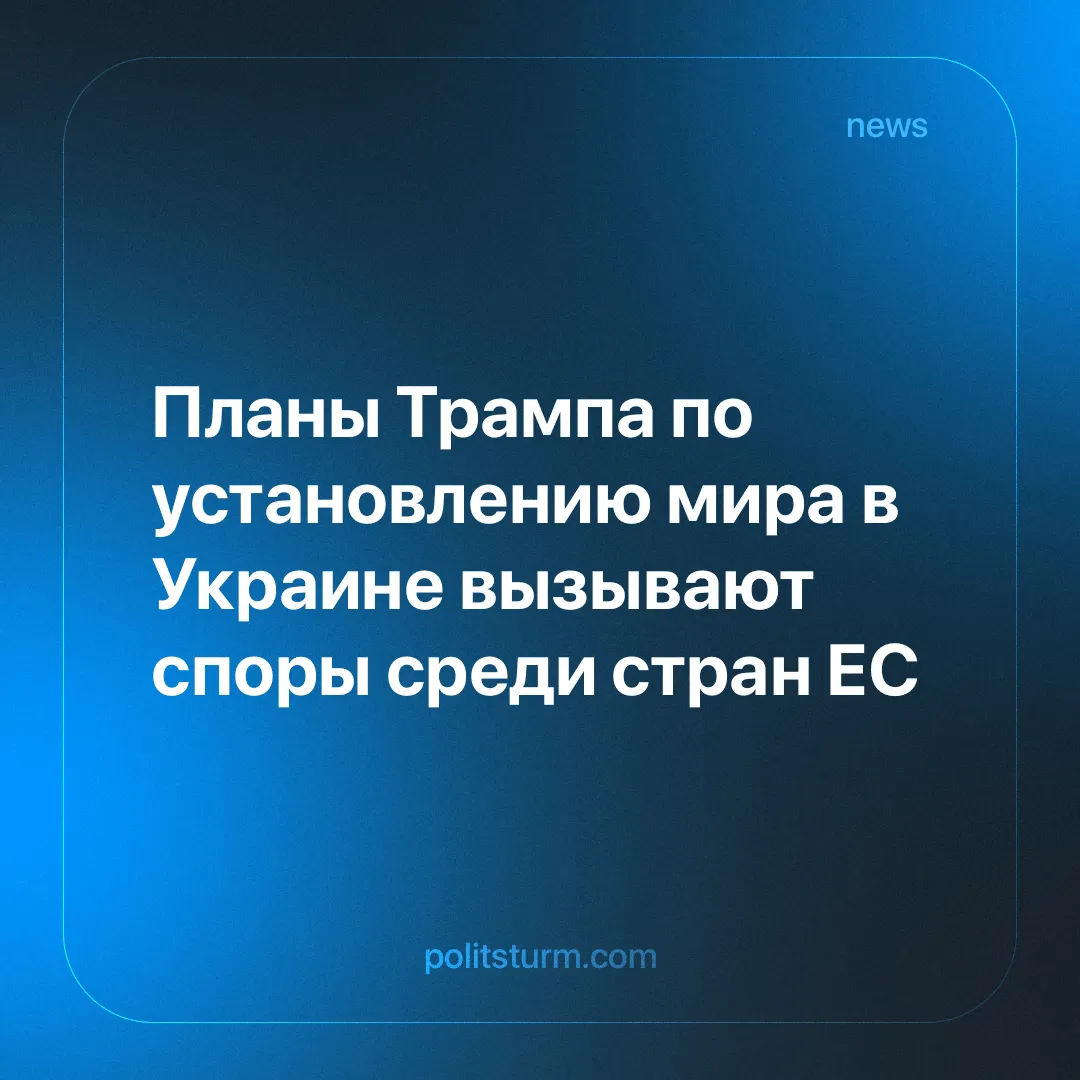 news
Планы Трампа по
установлению мира в
Украине вызывают
споры среди стран ЕС
politsturm.com